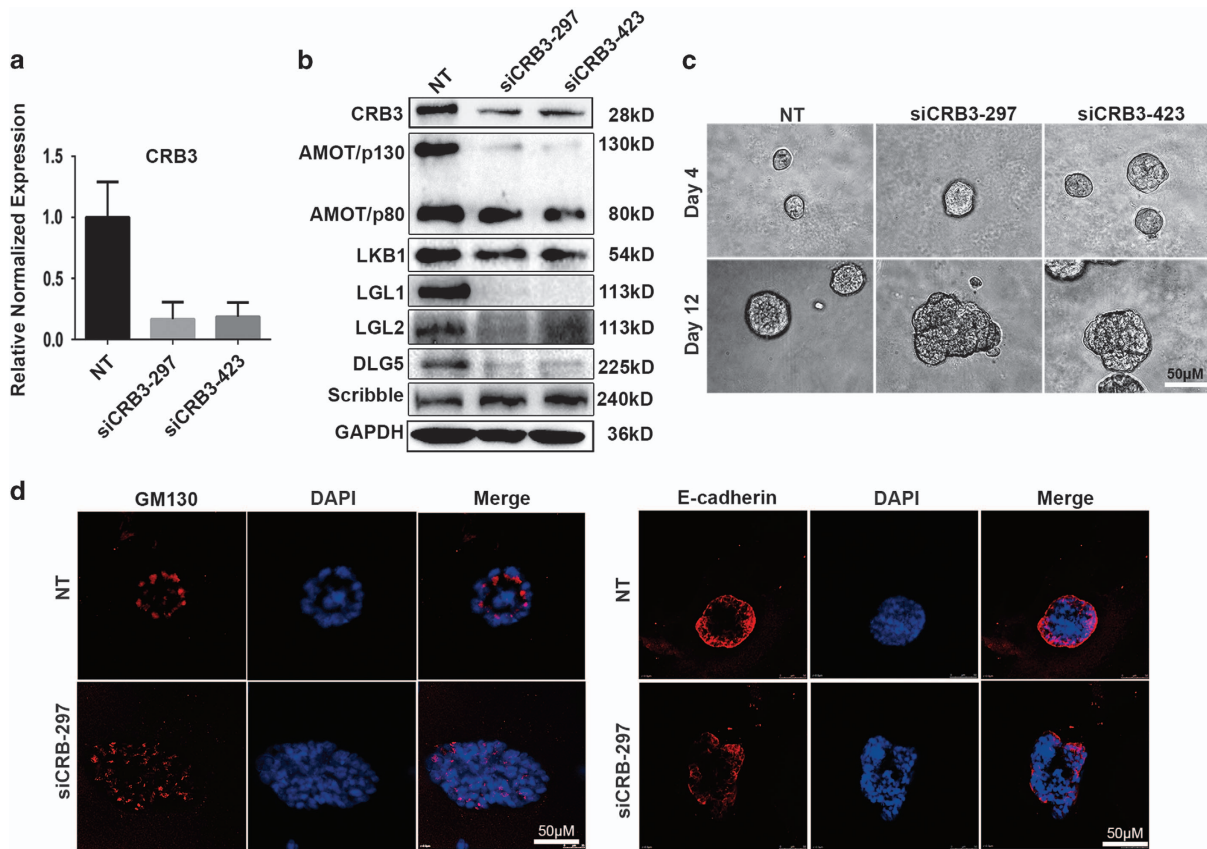 a
CRB3
Relative Normalized Expression
1.5
1.0
0.5
0.0
NT
siCRB3-297
siCRB3-423
b
NT
siCRB3-297
siCRB3-423
CRB3
28kD
AMOT/p130
130kD
AMOT/p80
80kD
LKB1
54kD
LGL1
113kD
LGL2
113kD
DLG5
225kD
Scribble
240kD
GAPDH
36kD
c
NT
siCRB3-297
siCRB3-423
Day 4
Day 12
50µM
d
GM130
DAPI
Merge
NT
siCRB-297
50µM
E-cadherin
DAPI
Merge
NT
siCRB-297
50µM